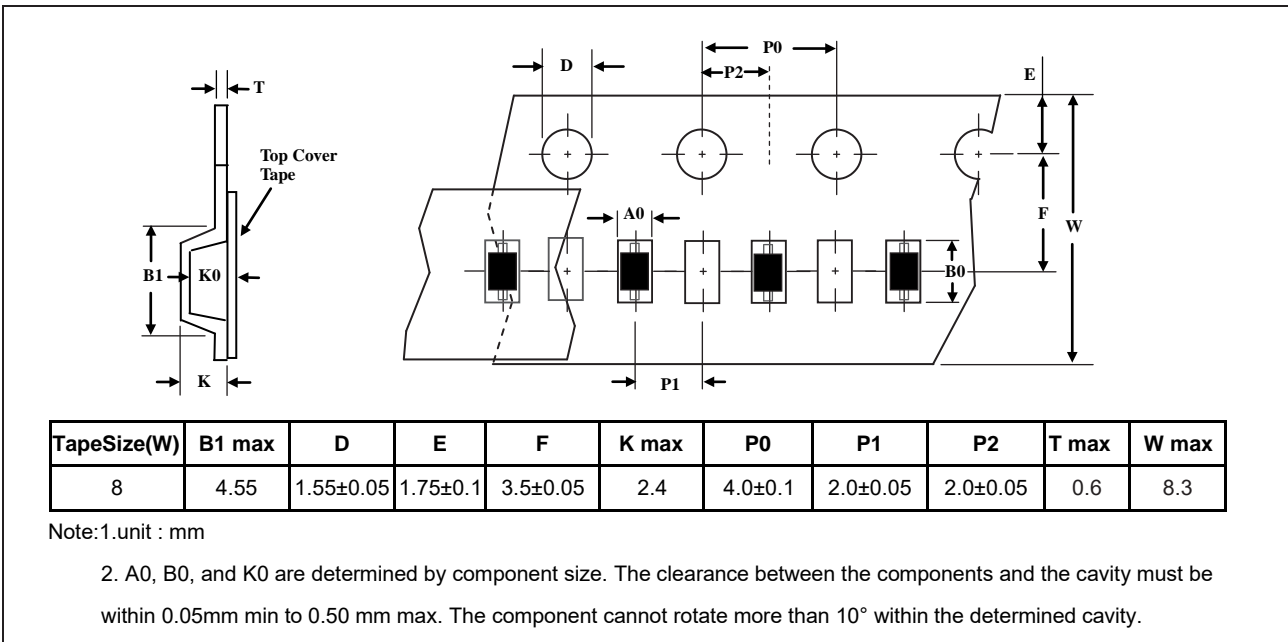 P0
D
P2
E
T
Top Cover
Tape
A0
F
W
B1
K0
B0
K
P1
TapeSize(W) B1 max D E F K max P0 P1 P2 T max W max
8 4.55 1.55±0.05 1.75±0.1 3.5±0.05 2.4 4.0±0.1 2.0±0.05 2.0±0.05 0.6 8.3
Note:1.unit : mm
2. A0, B0, and K0 are determined by component size. The clearance between the components and the cavity must be
within 0.05mm min to 0.50 mm max. The component cannot rotate more than 10° within the determined cavity.